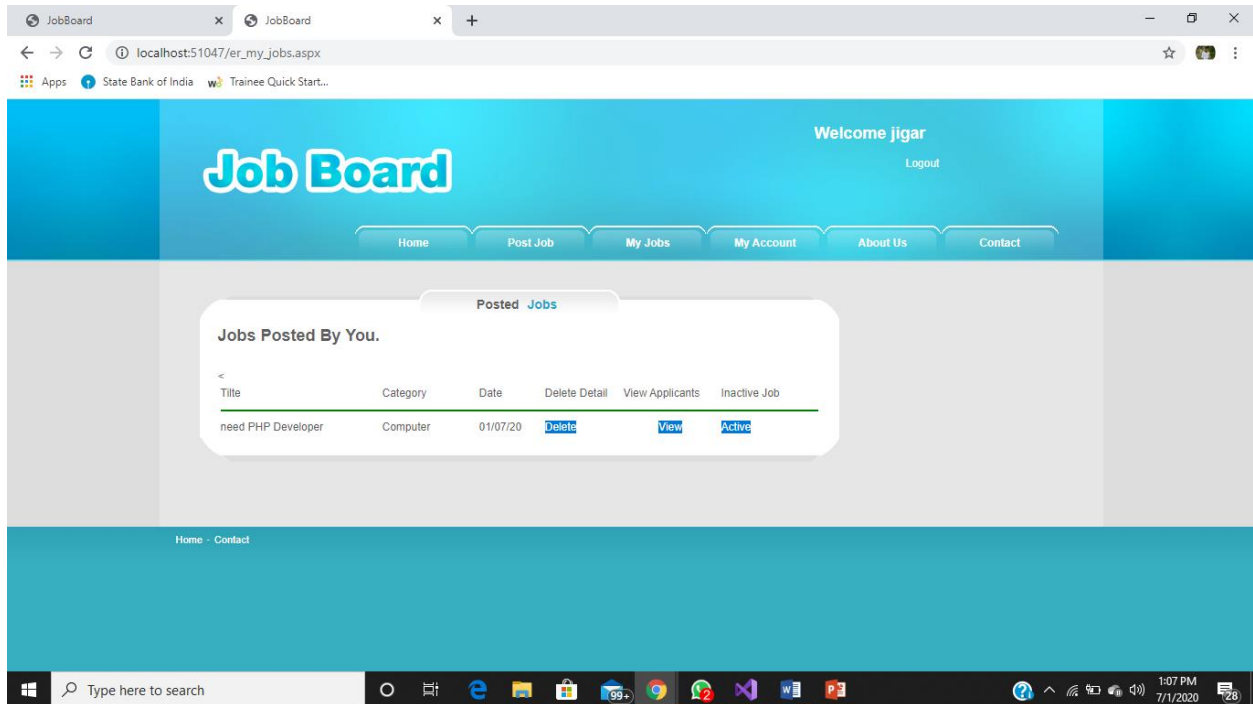 JobBoard
JobBoard
localhost:51047/er_my_jobs.aspx
Apps State Bank of India Trainee Quick Start...
Welcome jigar
Logout
Job Board
Home Post Job My Jobs My Account About Us Contact
Posted Jobs
Jobs Posted By You.
<
Tilte Category Date Delete Detail View Applicants Inactive Job
need PHP Developer Computer 01/07/20 Delete View Active
Home - Contact
Type here to search
99+
2
1:07 PM
7/1/2020
28